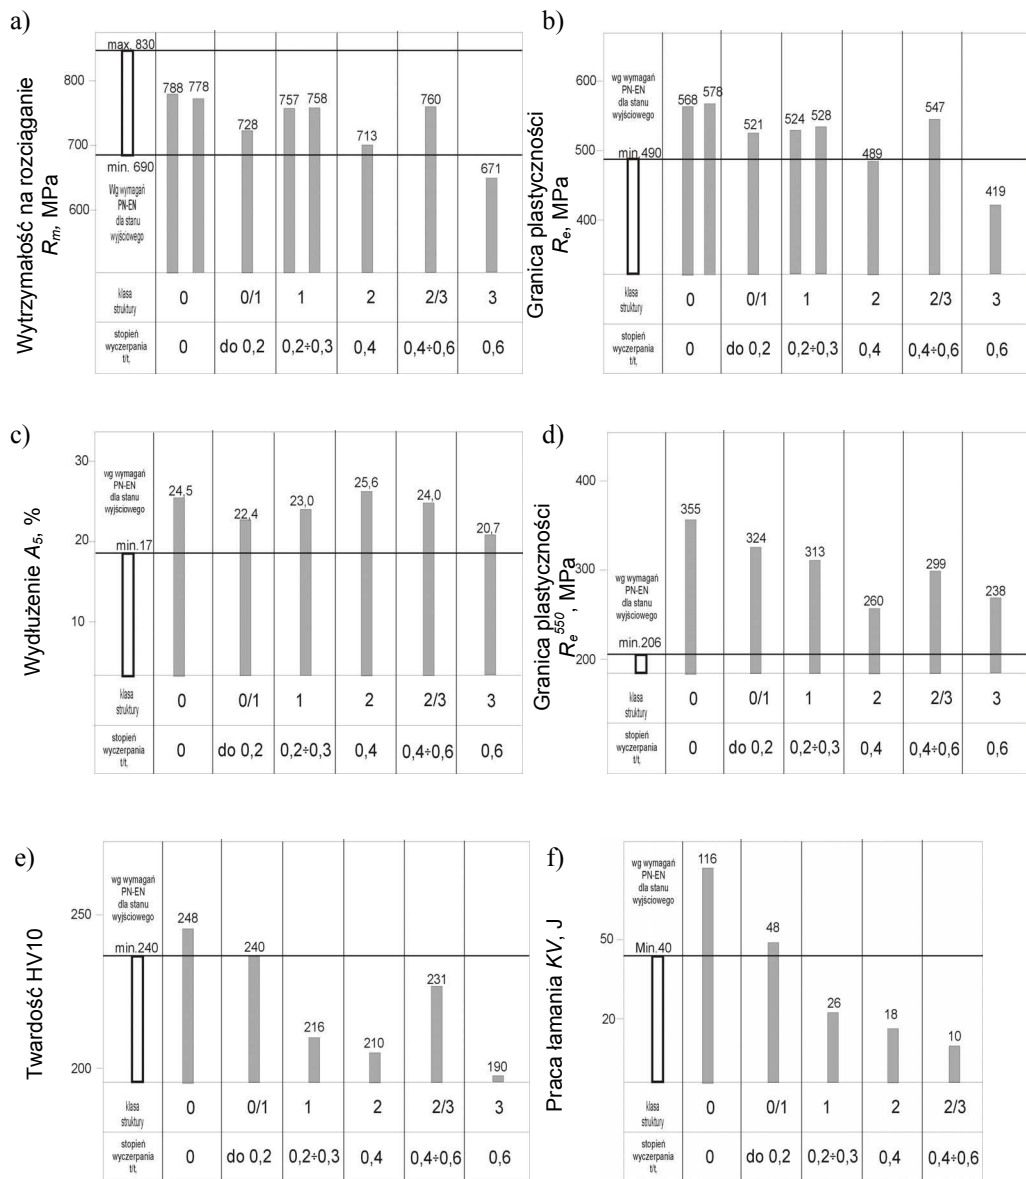 a)
Wytrzymałość na rozciąganie
Rm, MPa
max. 830
800
788 778
728
757 758
713
760
671
700
min. 690
Wg wymagań
PN-EN
dla stanu
wyjściowego
600
klasa
struktury
0 0/1 1 2 2/3 3
stopień
wyczerpania
t/t,
0 do 0,2 0,2÷0,3 0,4 0,4÷0,6 0,6
b)
Granica plastyczności
Re, MPa
600
wg wymagań
PN-EN
dla stanu
wyjściowego
568 578
521
524 528
489
547
419
500
min.490
400
klasa
struktury
0 0/1 1 2 2/3 3
stopień
wyczerpania
t/t,
0 do 0,2 0,2÷0,3 0,4 0,4÷0,6 0,6
c)
Wydłużenie A5, %
30
wg wymagań
PN-EN
dla stanu
wyjściowego
24,5
22,4
23,0
25,6
24,0
20,7
20
min.17
10
klasa
struktury
0 0/1 1 2 2/3 3
stopień
wyczerpania
t/t,
0 do 0,2 0,2÷0,3 0,4 0,4÷0,6 0,6
d)
Granica plastyczności
Re550, MPa
400
355
324
313
260
299
238
300
wg wymagań
PN-EN
dla stanu
wyjściowego
min.206
200
klasa
struktury
0 0/1 1 2 2/3 3
stopień
wyczerpania
t/t,
0 do 0,2 0,2÷0,3 0,4 0,4÷0,6 0,6
e)
Twardość HV10
wg wymagań
PN-EN
dla stanu
wyjściowego
250
248
240
216
210
231
190
min.240
200
klasa
struktury
0 0/1 1 2 2/3 3
stopień
wyczerpania
t/t,
0 do 0,2 0,2÷0,3 0,4 0,4÷0,6 0,6
f)
Praca łamania KV, J
wg wymagań
PN-EN
dla stanu
wyjściowego
116
48
26
18
10
50
Min.40
20
klasa
struktury
0 0/1 1 2 2/3
stopień
wyczerpania
t/t,
0 do 0,2 0,2÷0,3 0,4 0,4÷0,6